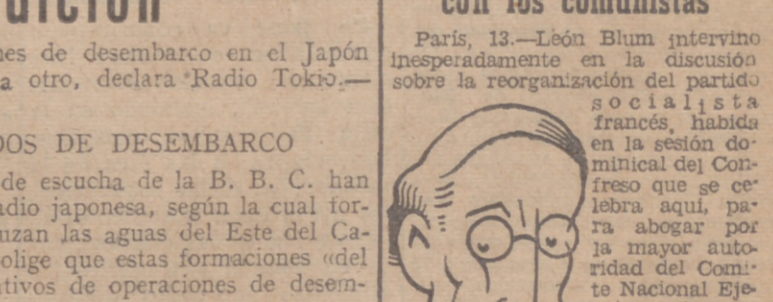 con los comunistas
nes de desembarco en el Japón
a otro, declara Radio Tokio.—
DOS DE DESEMBARCO
de escucha de la B. B. C. han
adio japonesa, según la cual for-
uzan las aguas del Este del Ca-
olige que estas formaciones «del
tivos de operaciones de desem-
París, 13.—León Blum intervino
inesperadamente en la discusión
sobre la reorganización del partido
socialista
francés, habida
en la sesión do-
minical del Con-
freso que se ce-
lebra aquí, pa-
ra abogar por
la mayor auto-
ridad del Comi-
te Nacional Eje-